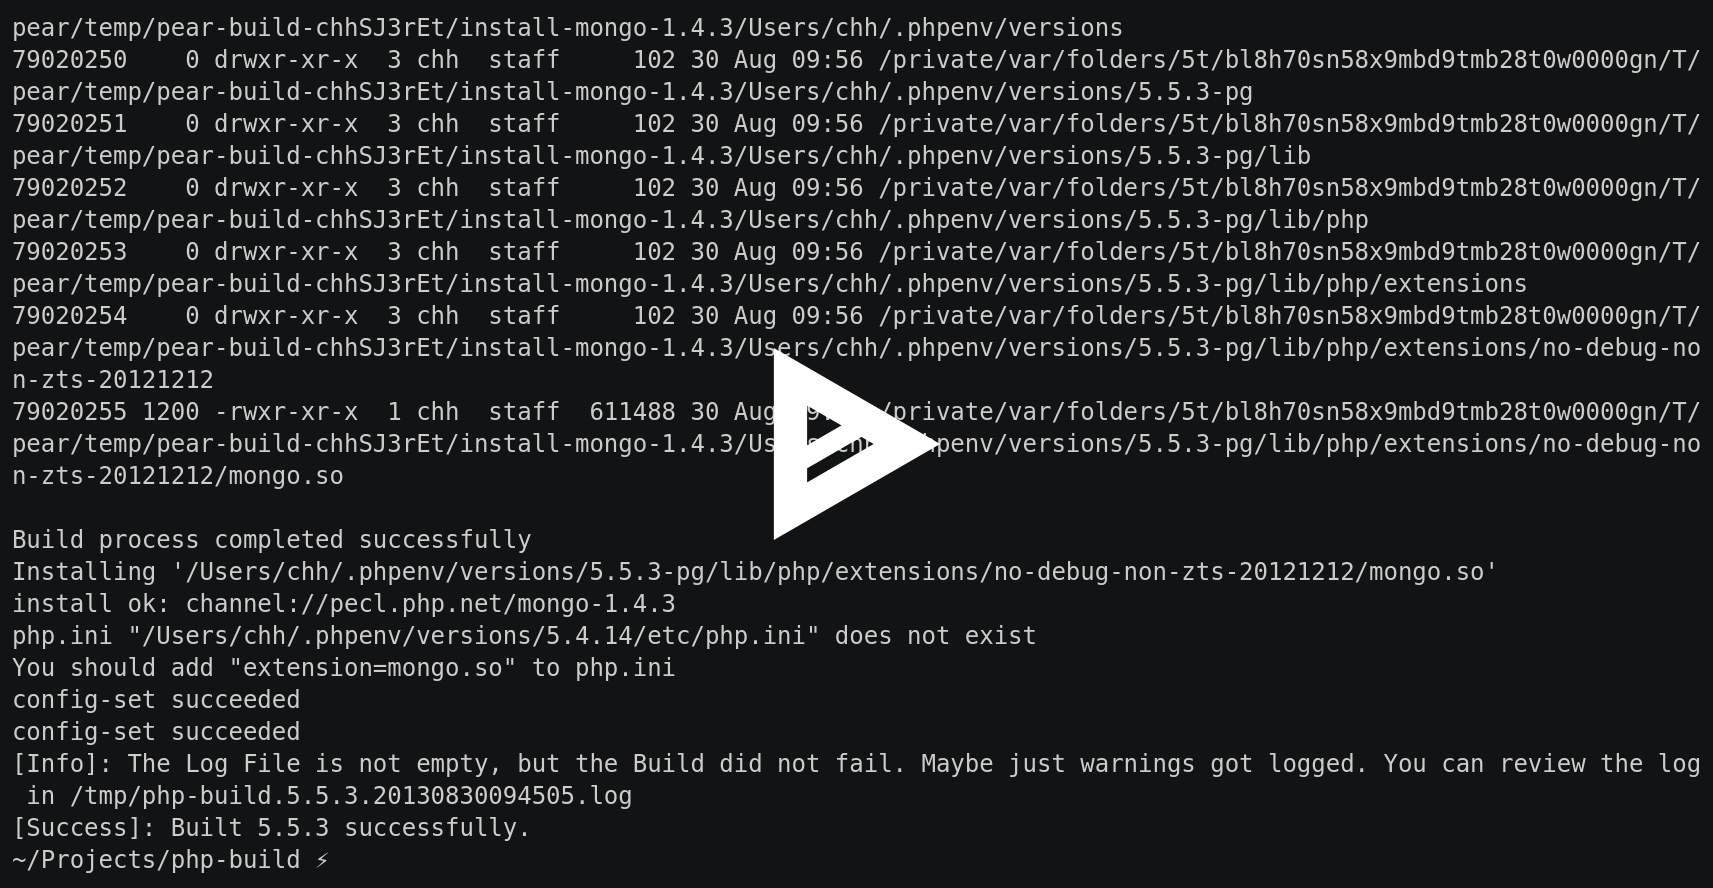 pear/temp/pear-build-chhSJ3rEt/install-mongo-1.4.3/Users/chh/.phpenv/versions
79020250    0 drwxr-xr-x  3 chh  staff     102 30 Aug 09:56 /private/var/folders/5t/bl8h70sn58x9mbd9tmb28t0w0000gn/T/
pear/temp/pear-build-chhSJ3rEt/install-mongo-1.4.3/Users/chh/.phpenv/versions/5.5.3-pg
79020251    0 drwxr-xr-x  3 chh  staff     102 30 Aug 09:56 /private/var/folders/5t/bl8h70sn58x9mbd9tmb28t0w0000gn/T/
pear/temp/pear-build-chhSJ3rEt/install-mongo-1.4.3/Users/chh/.phpenv/versions/5.5.3-pg/lib
79020252    0 drwxr-xr-x  3 chh  staff     102 30 Aug 09:56 /private/var/folders/5t/bl8h70sn58x9mbd9tmb28t0w0000gn/T/
pear/temp/pear-build-chhSJ3rEt/install-mongo-1.4.3/Users/chh/.phpenv/versions/5.5.3-pg/lib/php
79020253    0 drwxr-xr-x  3 chh  staff     102 30 Aug 09:56 /private/var/folders/5t/bl8h70sn58x9mbd9tmb28t0w0000gn/T/
pear/temp/pear-build-chhSJ3rEt/install-mongo-1.4.3/Users/chh/.phpenv/versions/5.5.3-pg/lib/php/extensions
79020254    0 drwxr-xr-x  3 chh  staff     102 30 Aug 09:56 /private/var/folders/5t/bl8h70sn58x9mbd9tmb28t0w0000gn/T/
pear/temp/pear-build-chhSJ3rEt/install-mongo-1.4.3/Users/chh/.phpenv/versions/5.5.3-pg/lib/php/extensions/no-debug-no
n-zts-20121212
79020255 1200 -rwxr-xr-x  1 chh  staff  611488 30 Aug /private/var/folders/5t/bl8h70sn58x9mbd9tmb28t0w0000gn/T/
pear/temp/pear-build-chhSJ3rEt/install-mongo-1.4.3/Users/chh/.phpenv/versions/5.5.3-pg/lib/php/extensions/no-debug-no
n-zts-20121212/mongo.so

Build process completed successfully
Installing '/Users/chh/.phpenv/versions/5.5.3-pg/lib/php/extensions/no-debug-non-zts-20121212/mongo.so'
install ok: channel://pecl.php.net/mongo-1.4.3
php.ini "/Users/chh/.phpenv/versions/5.4.14/etc/php.ini" does not exist
You should add "extension=mongo.so" to php.ini
config-set succeeded
config-set succeeded
[Info]: The Log File is not empty, but the Build did not fail. Maybe just warnings got logged. You can review the log
 in /tmp/php-build.5.5.3.20130830094505.log
[Success]: Built 5.5.3 successfully.
~/Projects/php-build ⚡